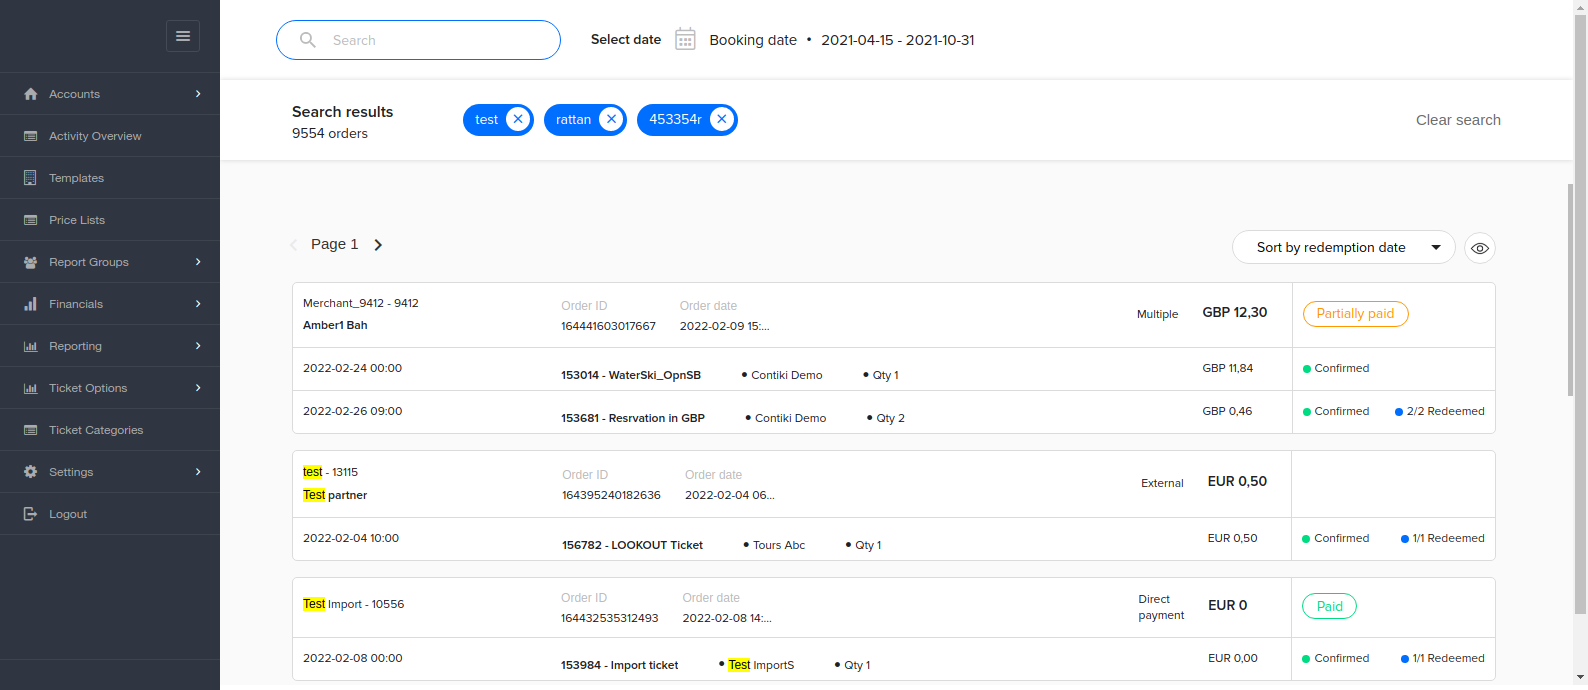 Search
Select date
Booking date • 2021-04-15 - 2021-10-31
Accounts
Activity Overview
Templates
Price Lists
Report Groups
Financials
Reporting
Ticket Options
Ticket Categories
Settings
Logout
Search results
9554 orders
test
rattan
453354r
Clear search
Page 1
Sort by redemption date
Merchant_9412 - 9412
Amber1 Bah
Order ID
164441603017667
Order date
2022-02-09 15:...
Multiple
GBP 12,30
Partially paid
2022-02-24 00:00
153014 - WaterSki_OpnSB • Contiki Demo • Qty 1
GBP 11,84
Confirmed
2022-02-26 09:00
153681 - Resrvation in GBP • Contiki Demo • Qty 2
GBP 0,46
Confirmed
2/2 Redeemed
test - 13115
Test partner
Order ID
164395240182636
Order date
2022-02-04 06...
External
EUR 0,50
2022-02-04 10:00
156782 - LOOKOUT Ticket • Tours Abc • Qty 1
EUR 0,50
Confirmed
1/1 Redeemed
Test Import - 10556
Order ID
164432535312493
Order date
2022-02-08 14:...
Direct
payment
EUR 0
Paid
2022-02-08 00:00
153984 - Import ticket • Test ImportS • Qty 1
EUR 0,00
Confirmed
1/1 Redeemed